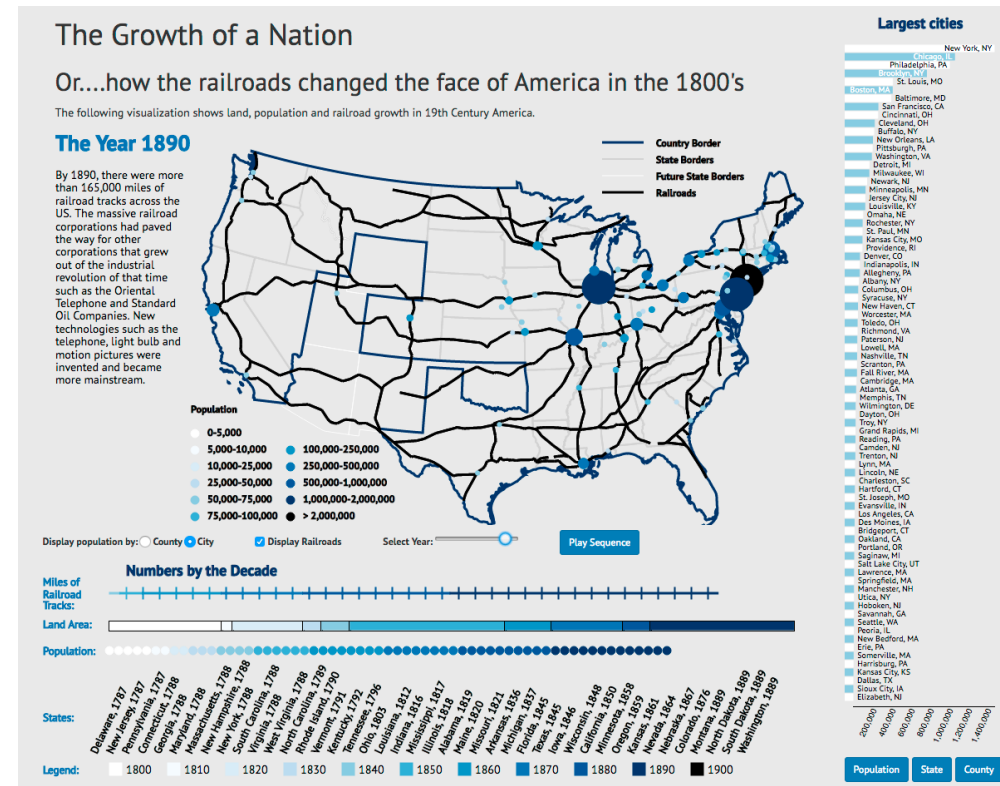 The Growth of a Nation
Or....how the railroads changed the face of America in the 1800's
The following visualization shows land, population and railroad growth in 19th Century America.
The Year 1890
By 1890, there were more
than 165,000 miles of
railroad tracks across the
US. The massive railroad
corporations had paved
the way for other
corporations that grew
out of the industrial
revolution of that time
such as the Oriental
Telephone and Standard
Oil Companies. New
technologies such as the
telephone, light bulb and
motion pictures were
invented and became
more mainstream.
Country Border
State Borders
Future State Borders
Railroads
Population
0-5,000
5,000-10,000
10,000-25,000
25,000-50,000
50,000-75,000
75,000-100,000
100,000-250,000
250,000-500,000
500,000-1,000,000
1,000,000-2,000,000
> 2,000,000
Display population by: County City
Display Railroads
Select Year:
Play Sequence
Numbers by the Decade
Miles of
Railroad
Tracks:
Land Area:
Population:
States:
Delaware, 1787
New Jersey, 1787
Pennsylvania, 1787
Connecticut, 1788
Georgia, 1788
Maryland, 1788
Massachusetts, 1788
New Hampshire, 1788
New York, 1788
South Carolina, 1788
Virginia, 1788
West Virginia, 1788
North Carolina, 1789
Rhode Island, 1790
Vermont, 1791
Kentucky, 1792
Tennessee, 1796
Ohio, 1803
Louisiana, 1812
Indiana, 1816
Mississippi, 1817
Illinois, 1818
Alabama, 1819
Maine, 1820
Missouri, 1821
Arkansas, 1836
Michigan, 1837
Florida, 1845
Texas, 1845
Iowa, 1846
Wisconsin, 1848
California, 1850
Minnesota, 1858
Oregon, 1859
Kansas, 1861
Nevada, 1864
Nebraska, 1867
Colorado, 1876
Montana, 1889
North Dakota, 1889
South Dakota, 1889
Washington, 1889
Legend: 1800 1810 1820 1830 1840 1850 1860 1870 1880 1890 1900
Largest cities
New York, NY
Chicago, IL
Philadelphia, PA
Brooklyn, NY
St. Louis, MO
Boston, MA
Baltimore, MD
San Francisco, CA
Cincinnati, OH
Cleveland, OH
Buffalo, NY
New Orleans, LA
Pittsburgh, PA
Washington, VA
Detroit, MI
Milwaukee, WI
Newark, NJ
Minneapolis, MN
Jersey City, NJ
Louisville, KY
Omaha, NE
Rochester, NY
St. Paul, MN
Kansas City, MO
Providence, RI
Denver, CO
Indianapolis, IN
Allegheny, PA
Albany, NY
Columbus, OH
Syracuse, NY
New Haven, CT
Worcester, MA
Toledo, OH
Richmond, VA
Paterson, NJ
Lowell, MA
Nashville, TN
Scranton, PA
Fall River, MA
Cambridge, MA
Atlanta, GA
Memphis, TN
Wilmington, DE
Dayton, OH
Troy, NY
Grand Rapids, MI
Reading, PA
Camden, NJ
Trenton, NJ
Lynn, MA
Lincoln, NE
Charleston, SC
Hartford, CT
St. Joseph, MO
Evansville, IN
Los Angeles, CA
Des Moines, IA
Bridgeport, CT
Oakland, CA
Portland, OR
Saginaw, MI
Salt Lake City, UT
Lawrence, MA
Springfield, MA
Manchester, NH
Utica, NY
Hoboken, NJ
Savannah, GA
Seattle, WA
Peoria, IL
New Bedford, MA
Erie, PA
Somerville, MA
Harrisburg, PA
Kansas City, KS
Dallas, TX
Sioux City, IA
Elizabeth, NJ
200,000
400,000
600,000
800,000
1,000,000
1,200,000
1,400,000
Population State County